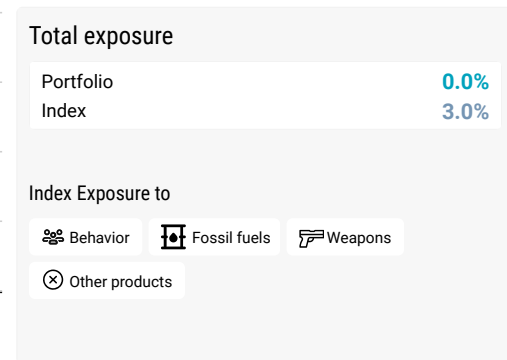 Total exposure
Portfolio 0.0%
Index 3.0%
Index Exposure to
Behavior Fossil fuels Weapons
Other products